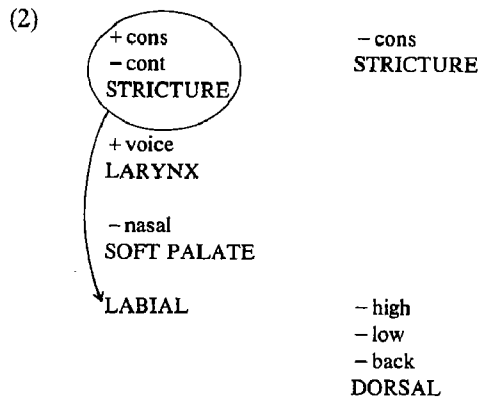 (2)
+ cons
− cont
STRICTURE
+ voice
LARYNX
− nasal
SOFT PALATE
LABIAL
− cons
STRICTURE
− high
− low
− back
DORSAL